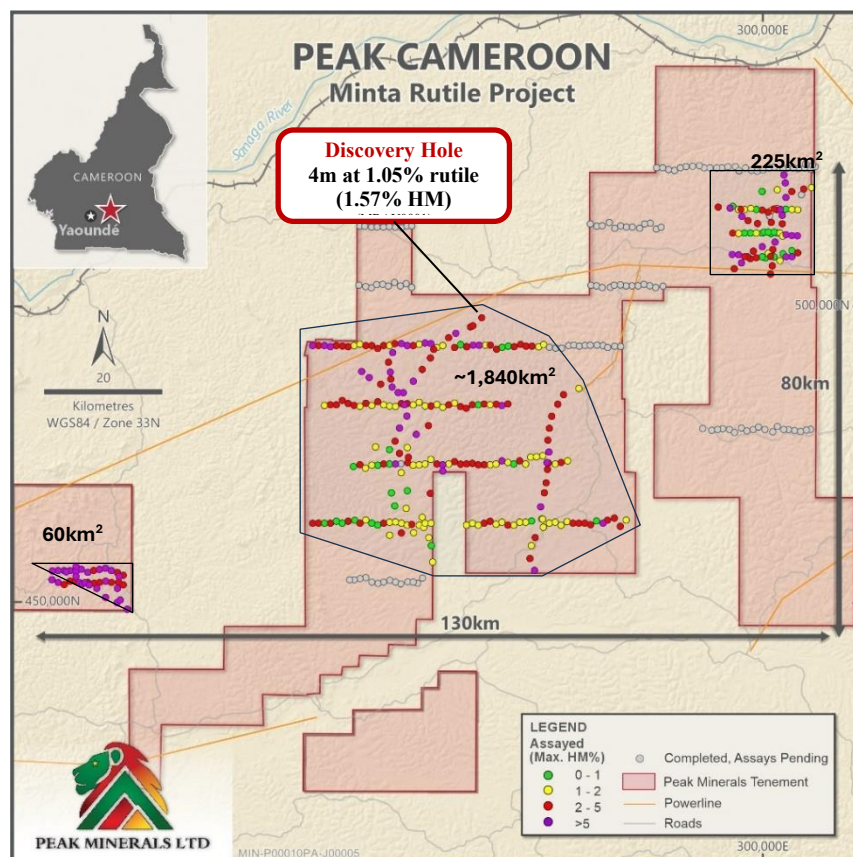 300,000E
PEAK CAMEROON
Minta Rutile Project
Sanaga River
Discovery Hole
4m at 1.05% rutile
(1.57% HM)
CAMEROON
Yaoundé
225km²
500,000N
N
20
Kilometres
WGS84 / Zone 33N
~1,840km²
80km
60km²
450,000N
130km
LEGEND
Assayed
(Max. HM%)
0 - 1
1 - 2
2 - 5
>5
Completed, Assays Pending
Peak Minerals Tenement
Powerline
Roads
PEAK MINERALS LTD
MIN-P00010PA-J00005
300,000E